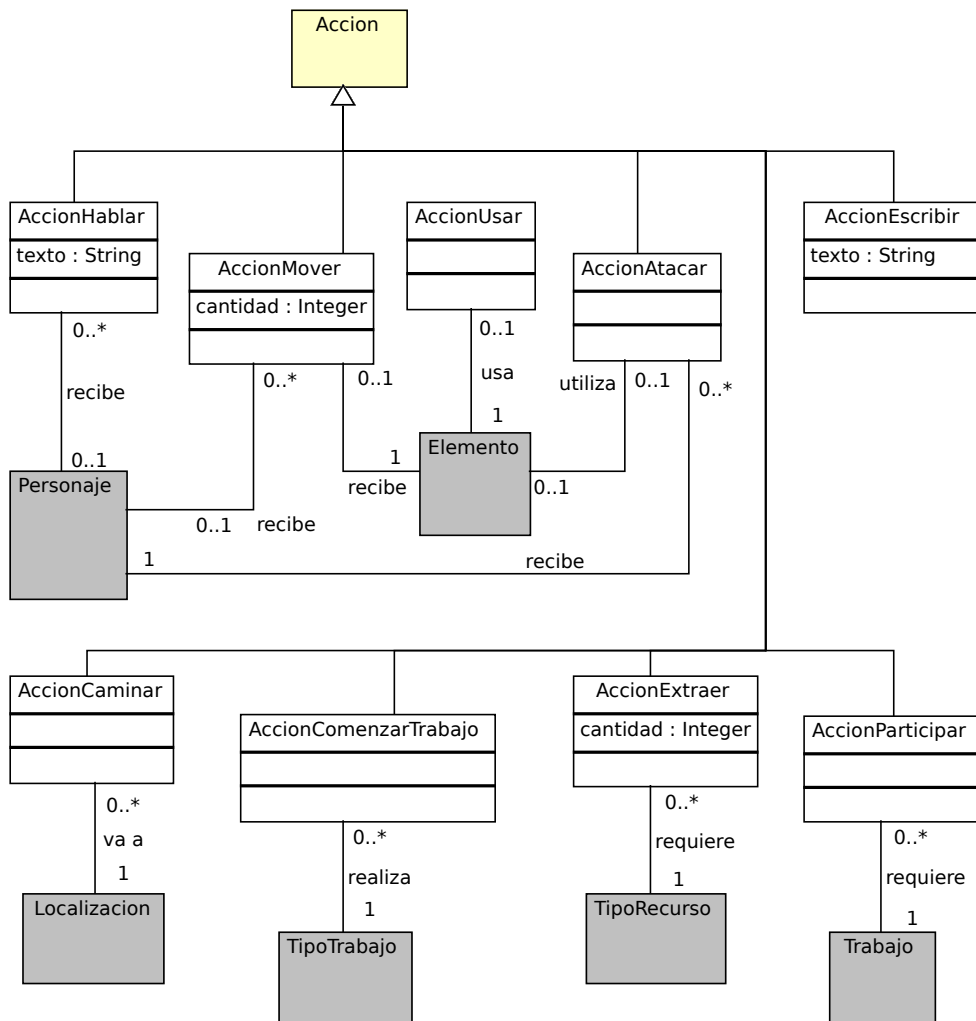 Accion
AccionHablar
texto : String
AccionMover
cantidad : Integer
AccionUsar
AccionAtacar
AccionEscribir
texto : String
0..*
recibe
0..1
Personaje
0..*
0..1
recibe
0..1
1
recibe
0..1
usa
1
Elemento
utiliza
0..1
0..1
0..*
1
recibe
AccionCaminar
AccionComenzarTrabajo
AccionExtraer
cantidad : Integer
AccionParticipar
0..*
va a
1
Localizacion
0..*
realiza
1
TipoTrabajo
0..*
requiere
1
TipoRecurso
0..*
requiere
1
Trabajo